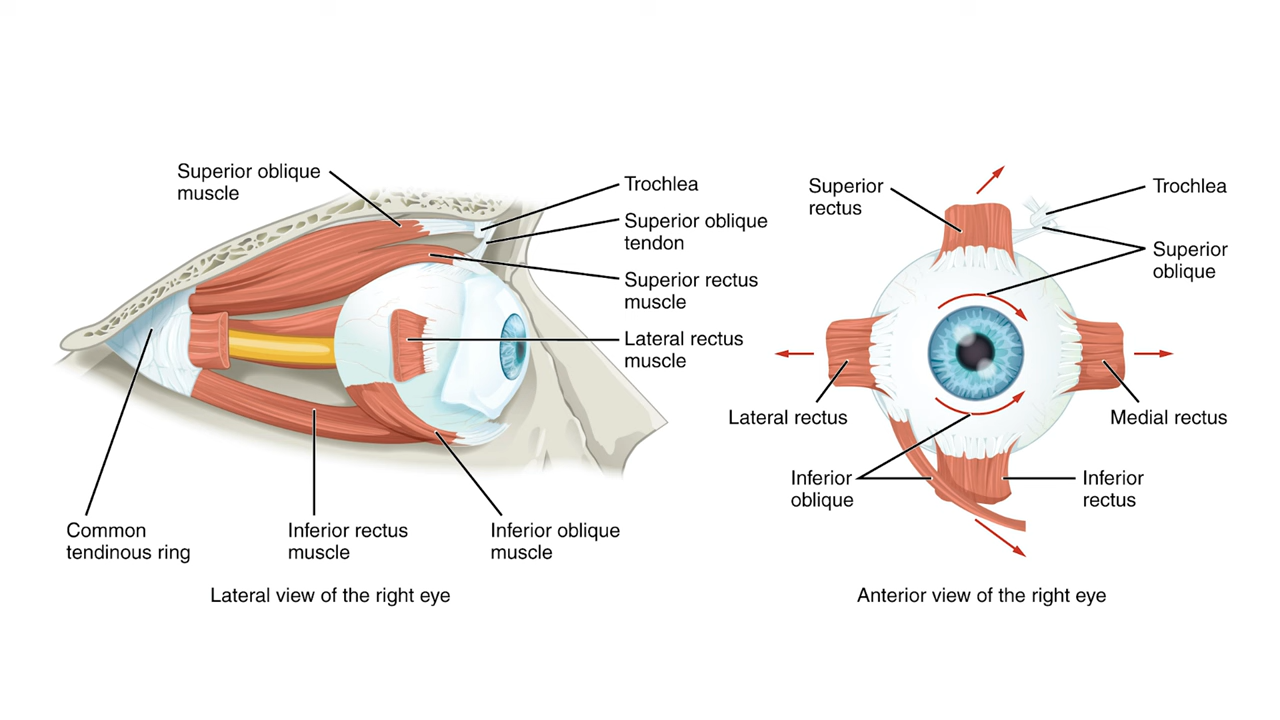 Superior oblique
muscle
Trochlea
Superior oblique
tendon
Superior rectus
muscle
Lateral rectus
muscle
Common
tendinous ring
Inferior rectus
muscle
Inferior oblique
muscle
Lateral view of the right eye
Superior
rectus
Trochlea
Superior
oblique
Lateral rectus
Medial rectus
Inferior
oblique
Inferior
rectus
Anterior view of the right eye